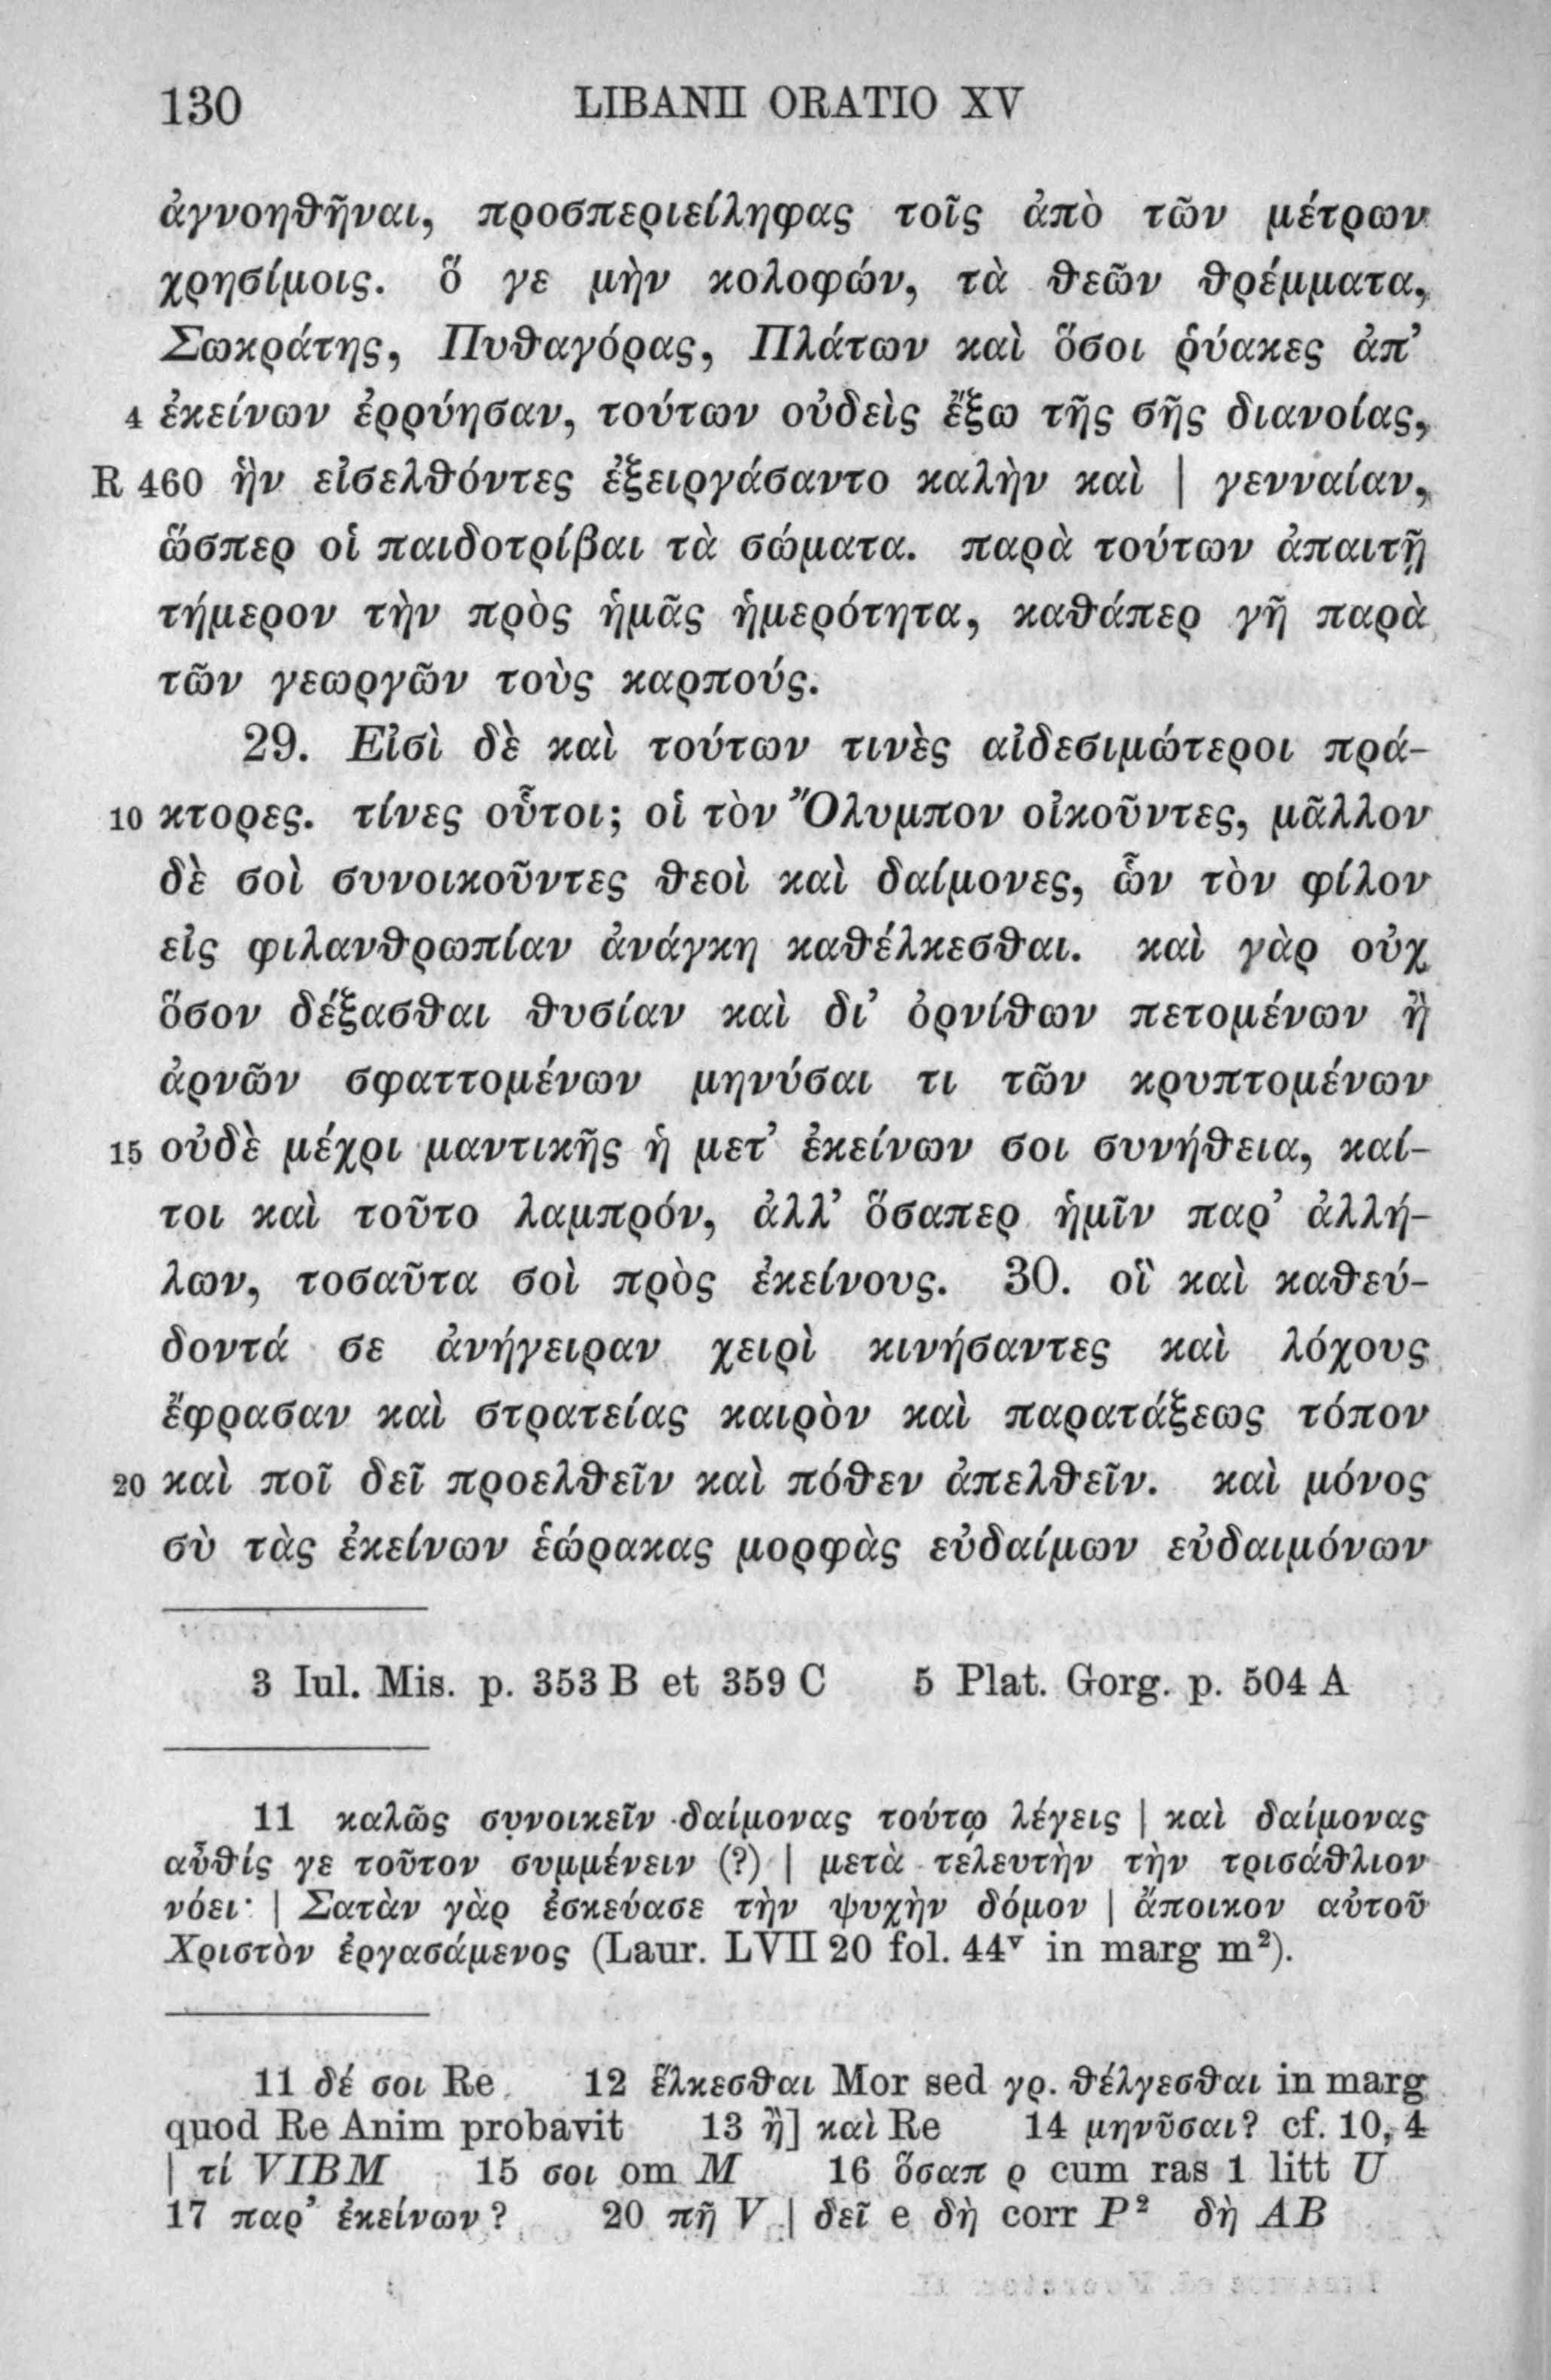 130 LIBANII ORATIO XV
ἀγνοηθῆναι, προσπεριείληφας τοῖς ἀπὸ τῶν μέτρων
χρησίμοις. ὅ γε μὴν κολοφών, τὰ θεῶν θρέμματα,
Σωκράτης, Πυθαγόρας, Πλάτων καὶ ὅσοι ῥύακες ἀπ’
4 ἐκείνων ἐρρύησαν, τούτων οὐδεὶς ἔξω τῆς σῆς διανοίας,
R 460 ἣν εἰσελθόντες ἐξειργάσαντο καλὴν καὶ | γενναίαν,
ὥσπερ οἱ παιδοτρίβαι τὰ σώματα. παρὰ τούτων ἀπαιτῇ
τήμερον τὴν πρὸς ἡμᾶς ἡμερότητα, καθάπερ γῆ παρὰ
τῶν γεωργῶν τοὺς καρπούς.
29. Εἰσὶ δὲ καὶ τούτων τινὲς αἰδεσιμώτεροι πρά-
10 κτορες. τίνες οὗτοι; οἱ τὸν Ὄλυμπον οἰκοῦντες, μᾶλλον
δὲ σοὶ συνοικοῦντες θεοὶ καὶ δαίμονες, ὧν τὸν φίλον
εἰς φιλανθρωπίαν ἀνάγκη καθέλκεσθαι. καὶ γὰρ οὐχ
ὅσον δέξασθαι θυσίαν καὶ δι’ ὀρνίθων πετομένων ἢ
ἀρνῶν σφαττομένων μηνύσαι τι τῶν κρυπτομένων
15 οὐδὲ μέχρι μαντικῆς ἡ μετ’ ἐκείνων σοι συνήθεια, καί-
τοι καὶ τοῦτο λαμπρόν, ἀλλ’ ὅσαπερ ἡμῖν παρ’ ἀλλή-
λων, τοσαῦτα σοὶ πρὸς ἐκείνους. 30. οἳ καὶ καθεύ-
δοντά σε ἀνήγειραν χειρὶ κινήσαντες καὶ λόχους
ἔφρασαν καὶ στρατείας καιρὸν καὶ παρατάξεως τόπον
20 καὶ ποῖ δεῖ προελθεῖν καὶ πόθεν ἀπελθεῖν. καὶ μόνος
σὺ τὰς ἐκείνων ἑώρακας μορφὰς εὐδαίμων εὐδαιμόνων
3 Iul. Mis. p. 353 B et 359 C 5 Plat. Gorg. p. 504 A
11 καλῶς συνοικεῖν δαίμονας τούτῳ λέγεις | καὶ δαίμονας
αὖθίς γε τοῦτον συμμένειν (?) | μετὰ τελευτὴν τὴν τρισάθλιον
νόει· | Σατὰν γὰρ ἐσκεύασε τὴν ψυχὴν δόμον | ἄποικον αὐτοῦ
Χριστὸν ἐργασάμενος (Laur. LVII 20 fol. 44ᵛ in marg m²).
11 δέ σοι Re 12 ἕλκεσθαι Mor sed γρ. θέλγεσθαι in marg
quod Re Anim probavit 13 ἢ] καὶ Re 14 μηνῦσαι? cf. 10, 4
| τί VIBM 15 σοι om M 16 ὅσαπ ρ cum ras 1 litt U
17 παρ’ ἐκείνων? 20 πῆ V | δεῖ e δὴ corr P² δὴ AB